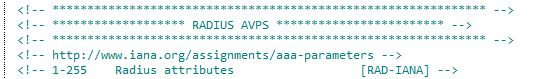 <!-- **************************************************************** -->
<!-- ******************* RADIUS AVPS ************************ -->
<!-- **************************************************************** -->
<!-- http://www.iana.org/assignments/aaa-parameters -->
<!-- 1-255    Radius attributes                  [RAD-IANA] -->